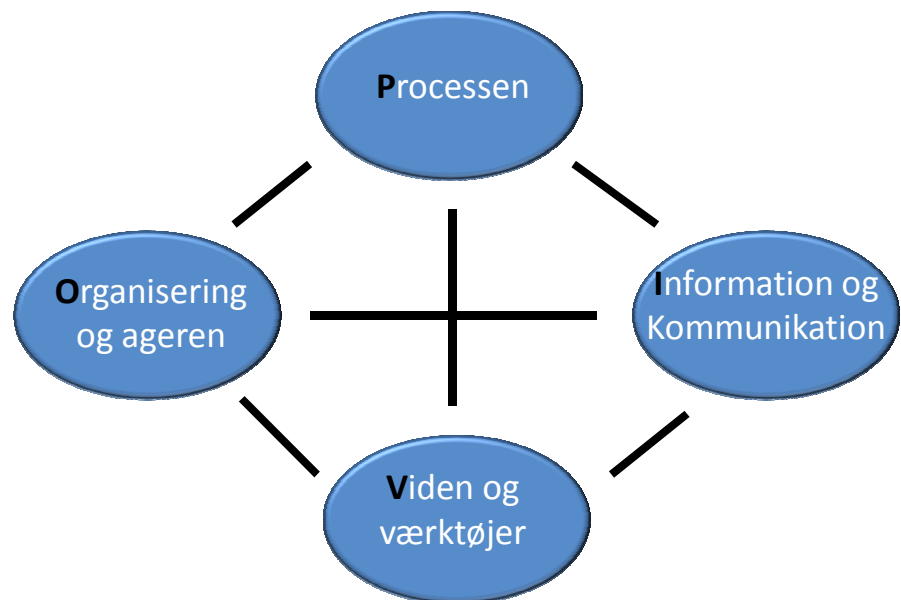 Processen
Organisering
og ageren
Information og
Kommunikation
Viden og
værktøjer